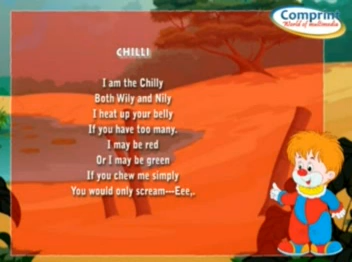 Comprint
World of multimedia
CHILLI
I am the Chilly
Both Wily and Nily
I heat up your belly
If you have too many.
I may be red
Or I may be green
If you chew me simply
You would only scream---Eee,.